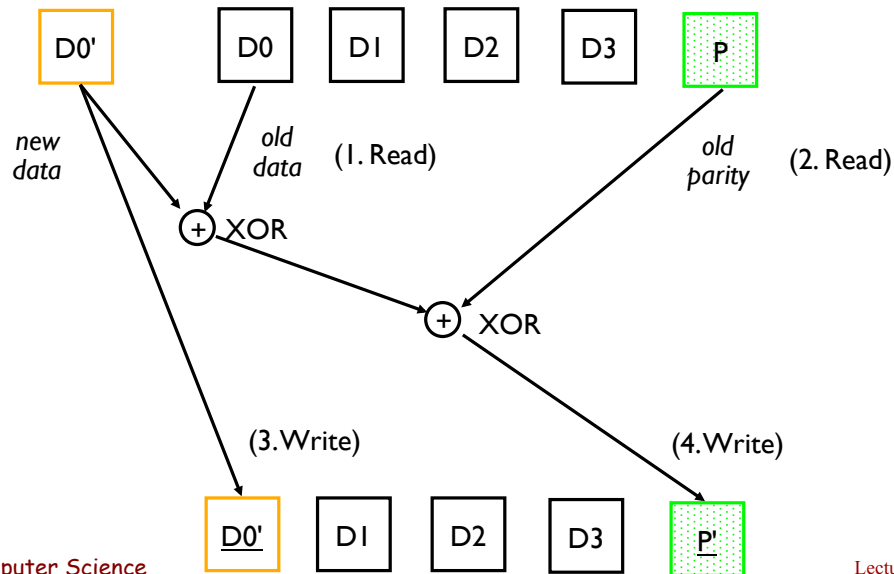 D0' D0 D1 D2 D3 P
new data
old data
(1. Read)
old parity
(2. Read)
+ XOR
+ XOR
(3. Write)
(4. Write)
D0' D1 D2 D3 P'
puter Science
Lectu